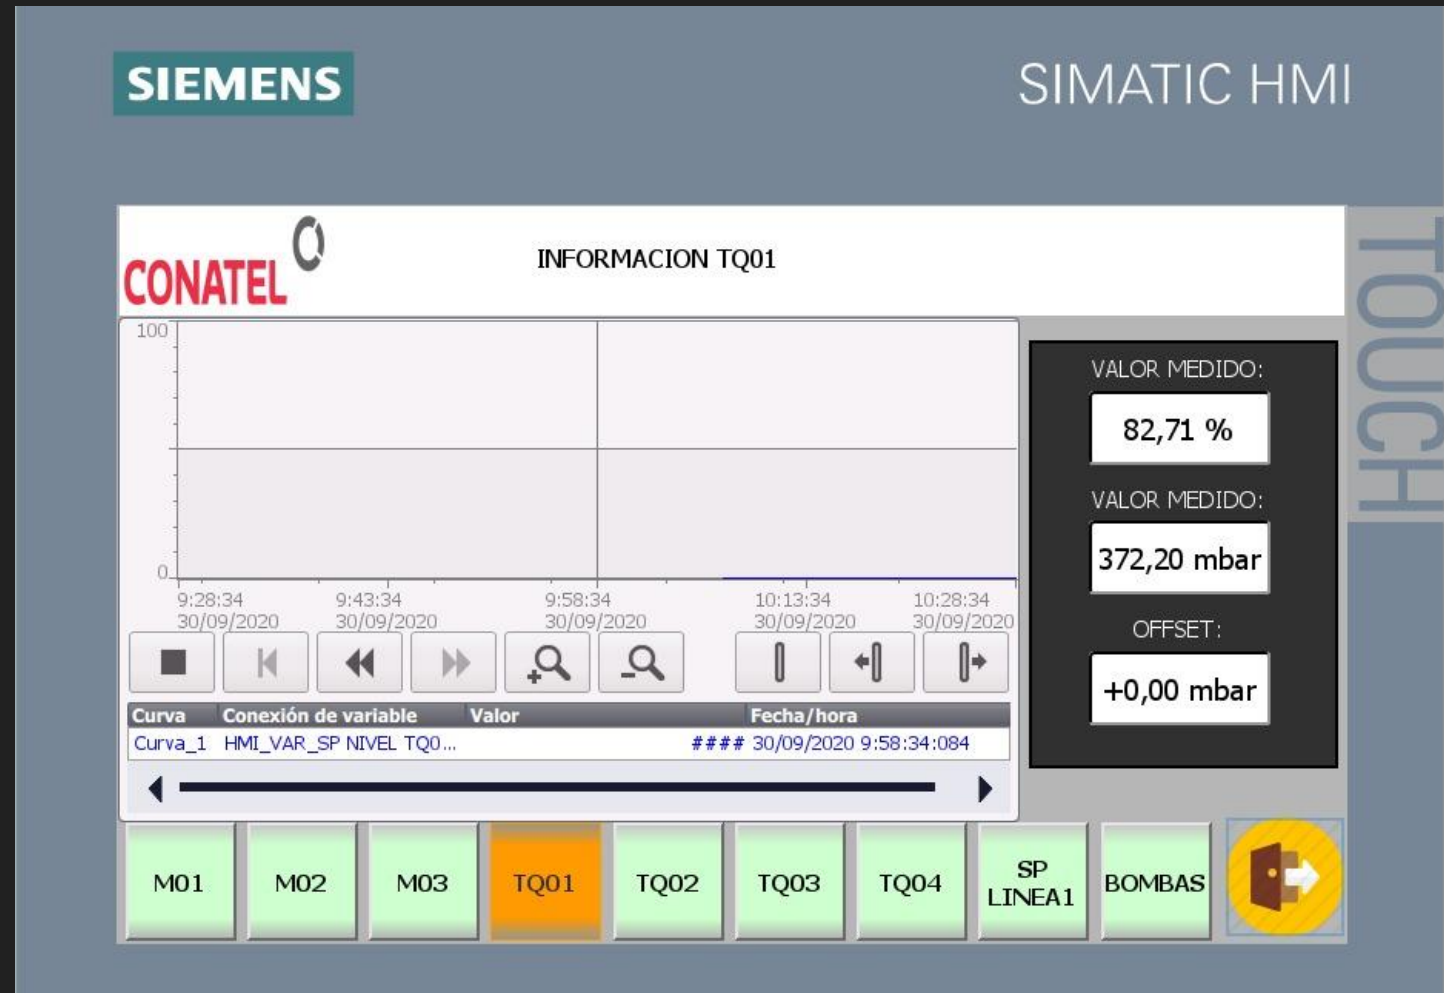 SIEMENS
SIMATIC HMI
TOUCH
CONATEL
INFORMACION TQ01
100
0
9:28:34 9:43:34 9:58:34 10:13:34 10:28:34
30/09/2020 30/09/2020 30/09/2020 30/09/2020 30/09/2020
Curva Conexión de variable Valor Fecha/hora
Curva_1 HMI_VAR_SP NIVEL TQ0... #### 30/09/2020 9:58:34:084
VALOR MEDIDO:
82,71 %
VALOR MEDIDO:
372,20 mbar
OFFSET:
+0,00 mbar
M01 M02 M03 TQ01 TQ02 TQ03 TQ04 SP LINEA1 BOMBAS